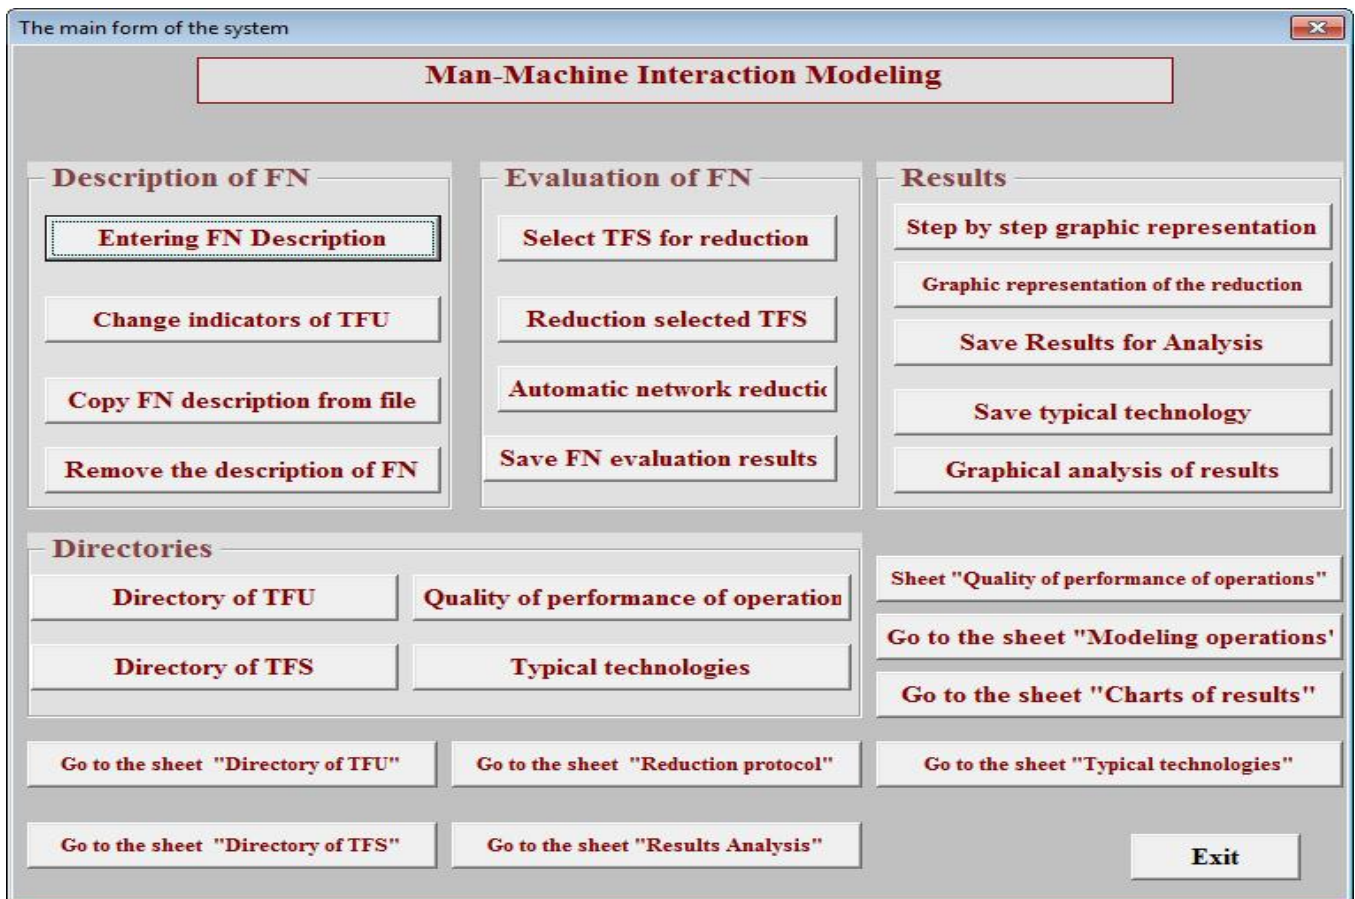 The main form of the system
Man-Machine Interaction Modeling
Description of FN
Entering FN Description
Change indicators of TFU
Copy FN description from file
Remove the description of FN
Evaluation of FN
Select TFS for reduction
Reduction selected TFS
Automatic network reductio
Save FN evaluation results
Results
Step by step graphic representation
Graphic representation of the reduction
Save Results for Analysis
Save typical technology
Graphical analysis of results
Directories
Directory of TFU
Quality of performance of operation
Directory of TFS
Typical technologies
Sheet "Quality of performance of operations"
Go to the sheet "Modeling operations'
Go to the sheet "Charts of results"
Go to the sheet "Directory of TFU"
Go to the sheet "Reduction protocol"
Go to the sheet "Typical technologies"
Go to the sheet "Directory of TFS"
Go to the sheet "Results Analysis"
Exit